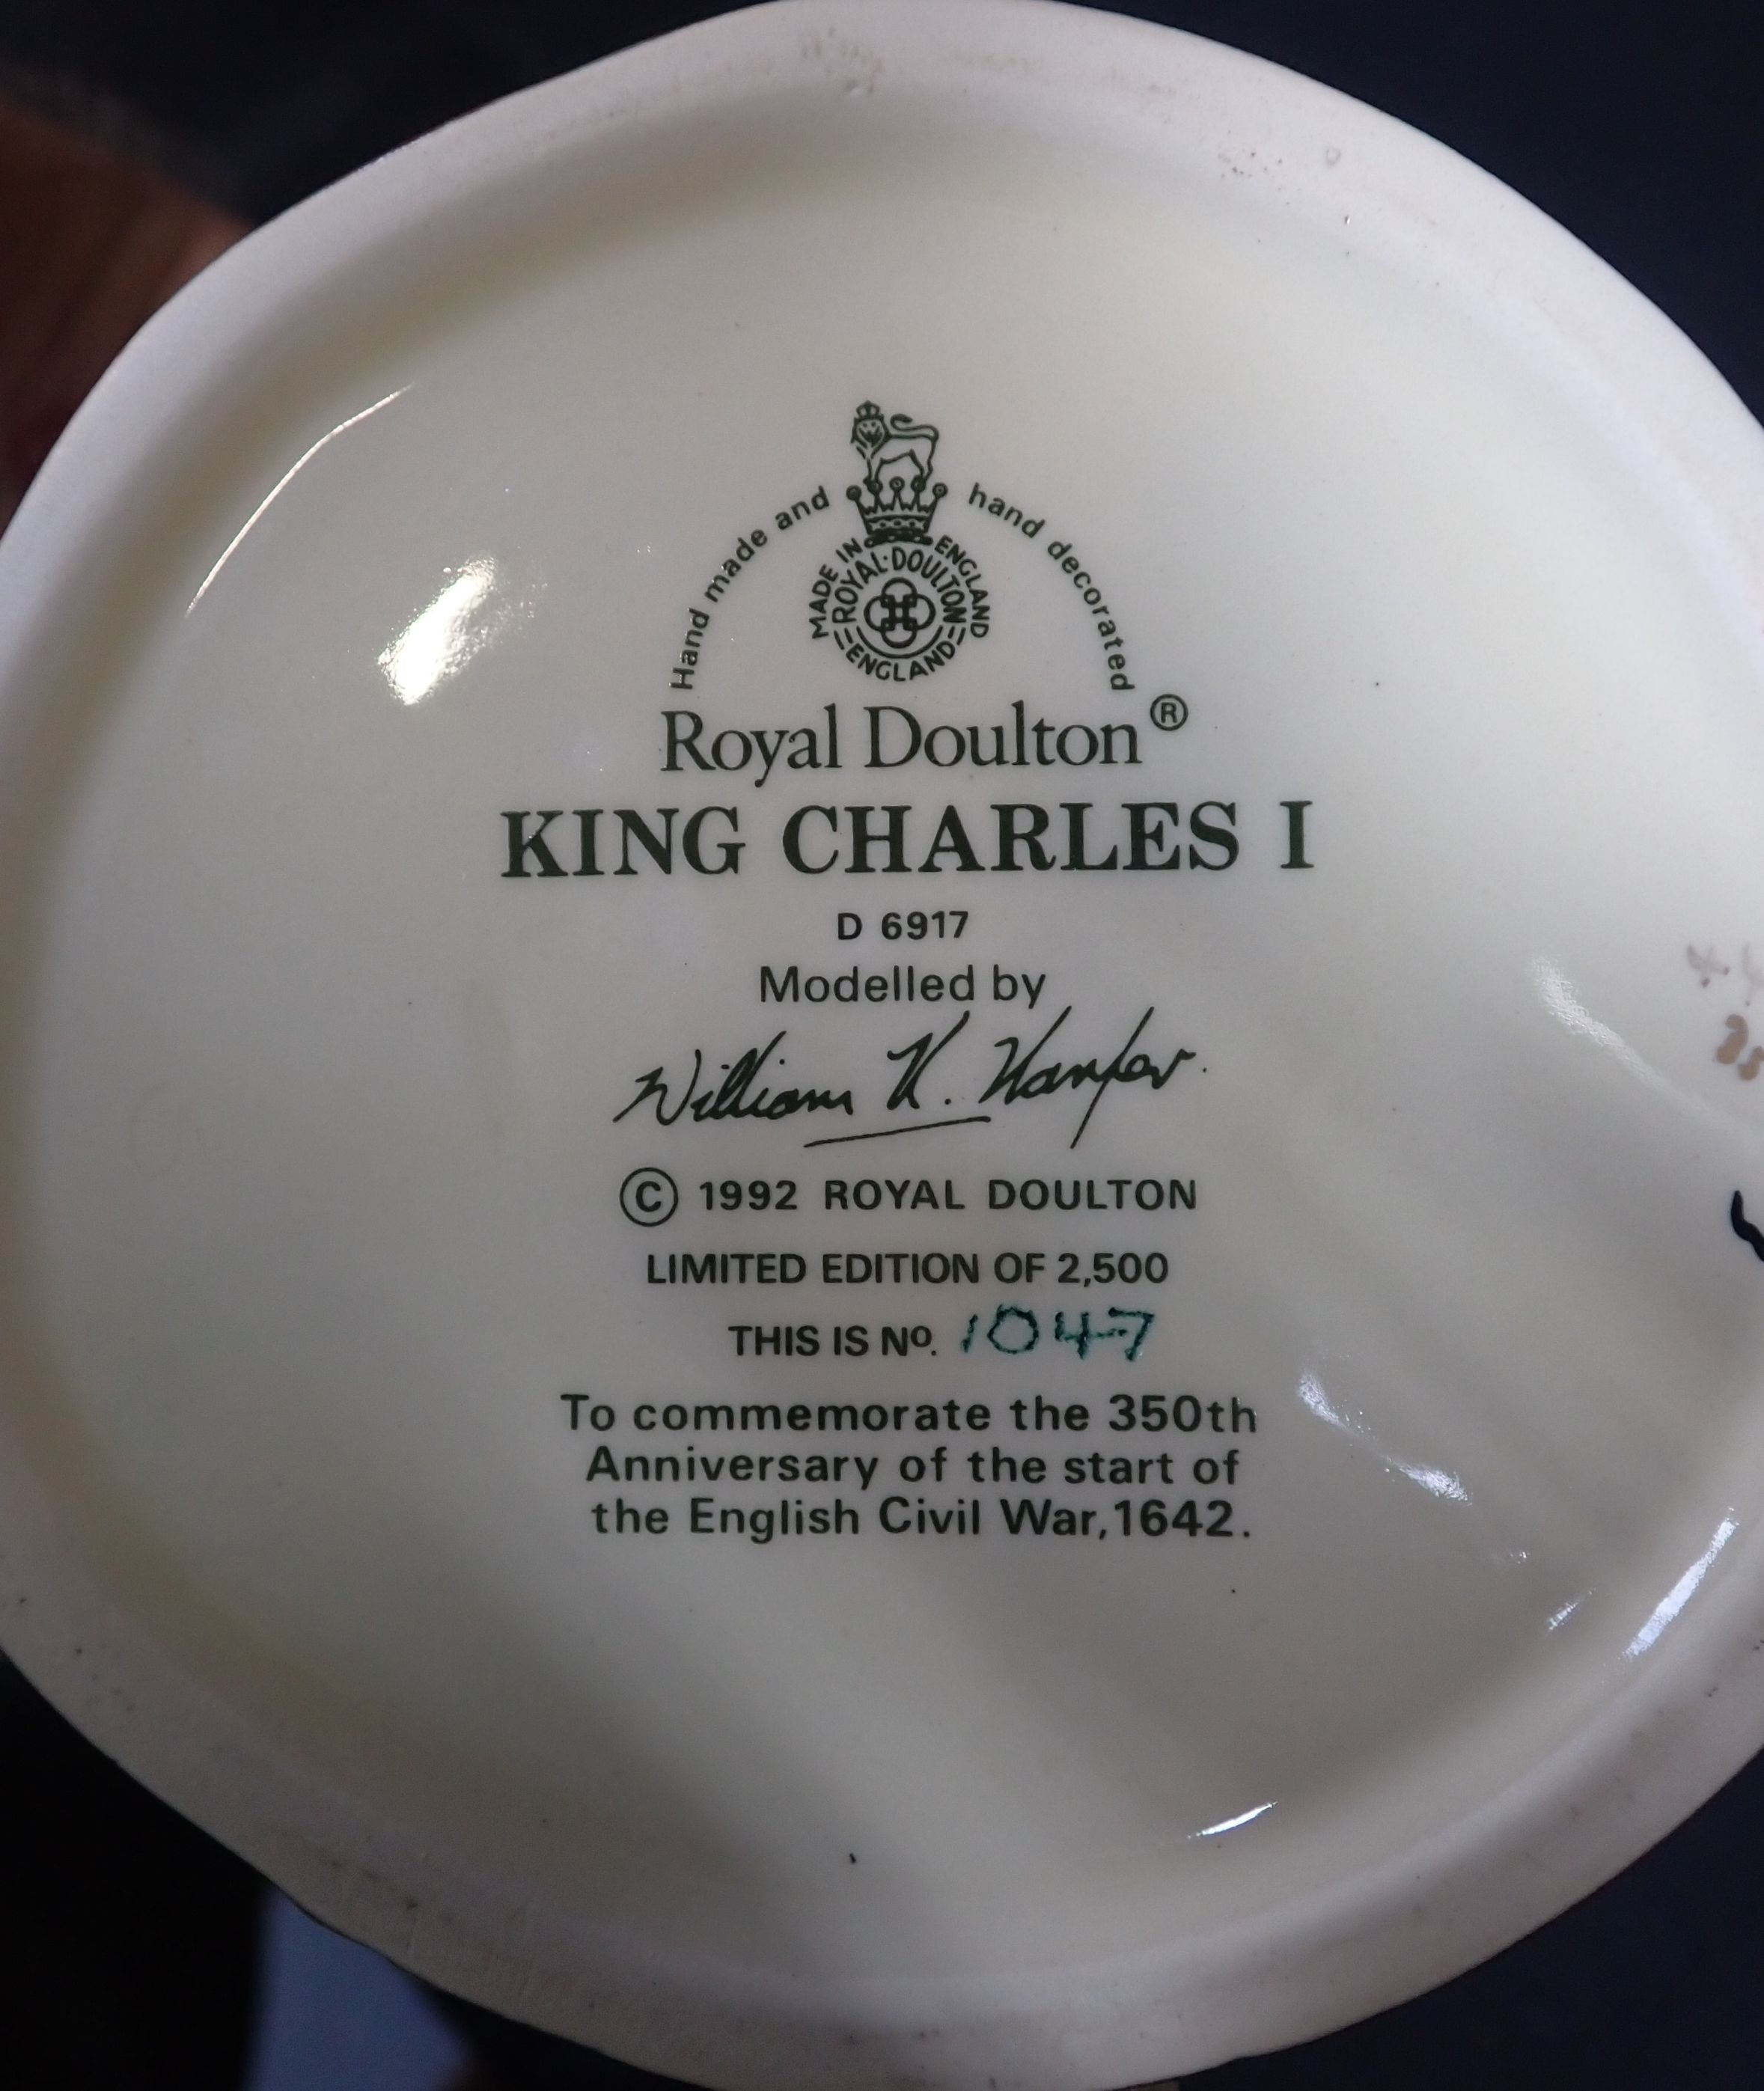 Hand made and hand decorated
MADE IN ENGLAND
ROYAL·DOULTON
ENGLAND
Royal Doulton®
KING CHARLES I
D 6917
Modelled by
William K. Harper.
© 1992 ROYAL DOULTON
LIMITED EDITION OF 2,500
THIS IS Nº. 1047
To commemorate the 350th
Anniversary of the start of
the English Civil War,1642.